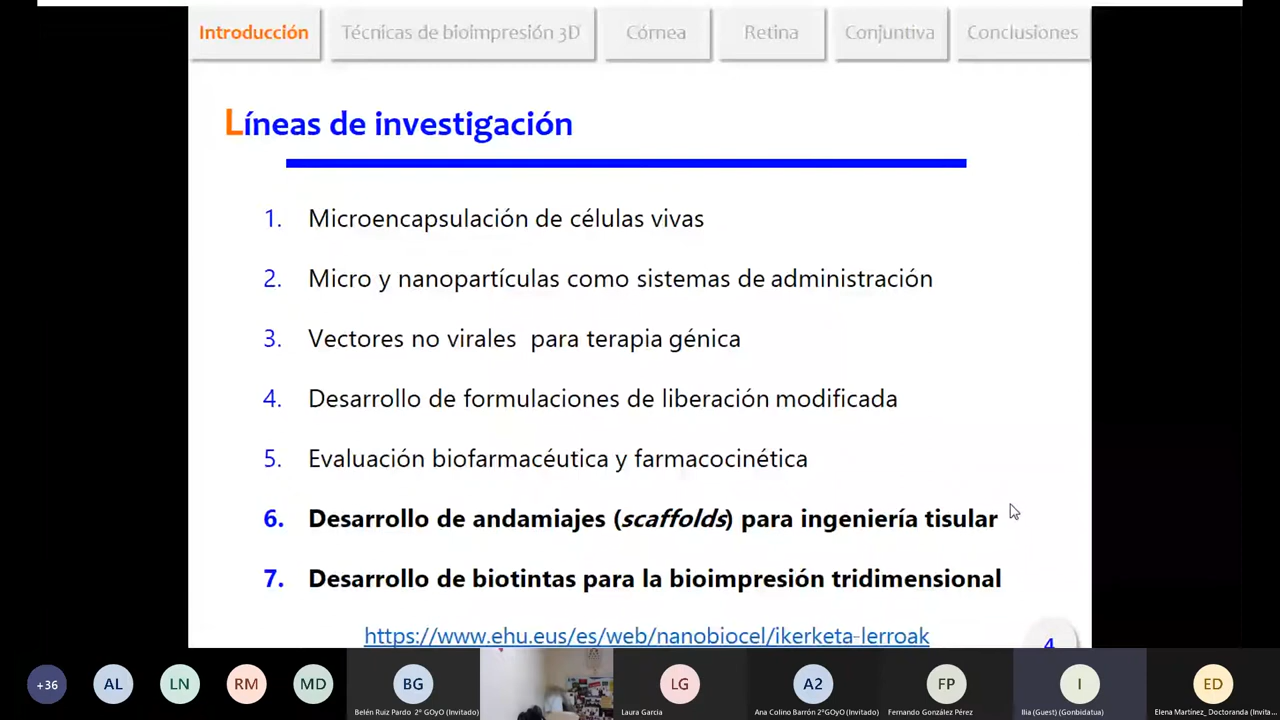 Introducción
Técnicas de bioimpresión 3D
Córnea
Retina
Conjuntiva
Conclusiones
Líneas de investigación
1. Microencapsulación de células vivas
2. Micro y nanopartículas como sistemas de administración
3. Vectores no virales para terapia génica
4. Desarrollo de formulaciones de liberación modificada
5. Evaluación biofarmacéutica y farmacocinética
6. Desarrollo de andamiajes (scaffolds) para ingeniería tisular
7. Desarrollo de biotintas para la bioimpresión tridimensional
https://www.ehu.eus/es/web/nanobiocel/ikerketa-lerroak
4
+36
AL
LN
RM
MD
BG
LG
A2
FP
I
ED
Belén Ruiz Pardo 2º GOyO (Invitado)
Laura Garcia
Ana Colino Barrón 2ºGOyO (Invitado)
Fernando González Pérez
Ilia (Guest) (Gonbidatua)
Elena Martínez_Doctoranda (Invita...